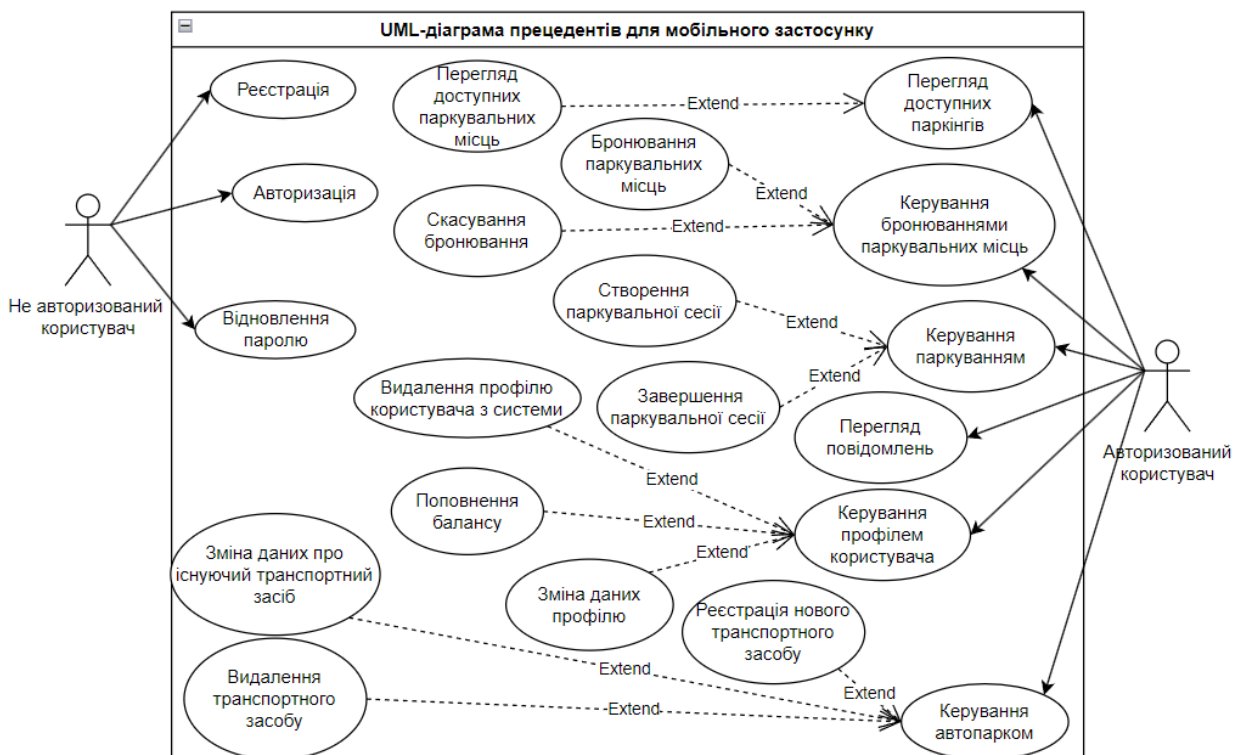 UML-діаграма прецедентів для мобільного застосунку
Реєстрація
Перегляд
доступних
паркувальних
місць
Extend
Перегляд
доступних
паркінгів
Бронювання
паркувальних
місць
Extend
Авторизація
Скасування
бронювання
Extend
Керування
бронюваннями
паркувальних місць
Не авторизований
користувач
Відновлення
паролю
Створення
паркувальної сесії
Extend
Керування
паркуванням
Видалення профілю
користувача з системи
Завершення
паркувальної сесії
Extend
Перегляд
повідомлень
Авторизований
користувач
Extend
Поповнення
балансу
Extend
Керування
профілем
користувача
Extend
Зміна даних про
існуючий транспортний
засіб
Зміна даних
профілю
Реєстрація нового
транспортного
засобу
Extend
Extend
Видалення
транспортного
засобу
Extend
Керування
автопарком